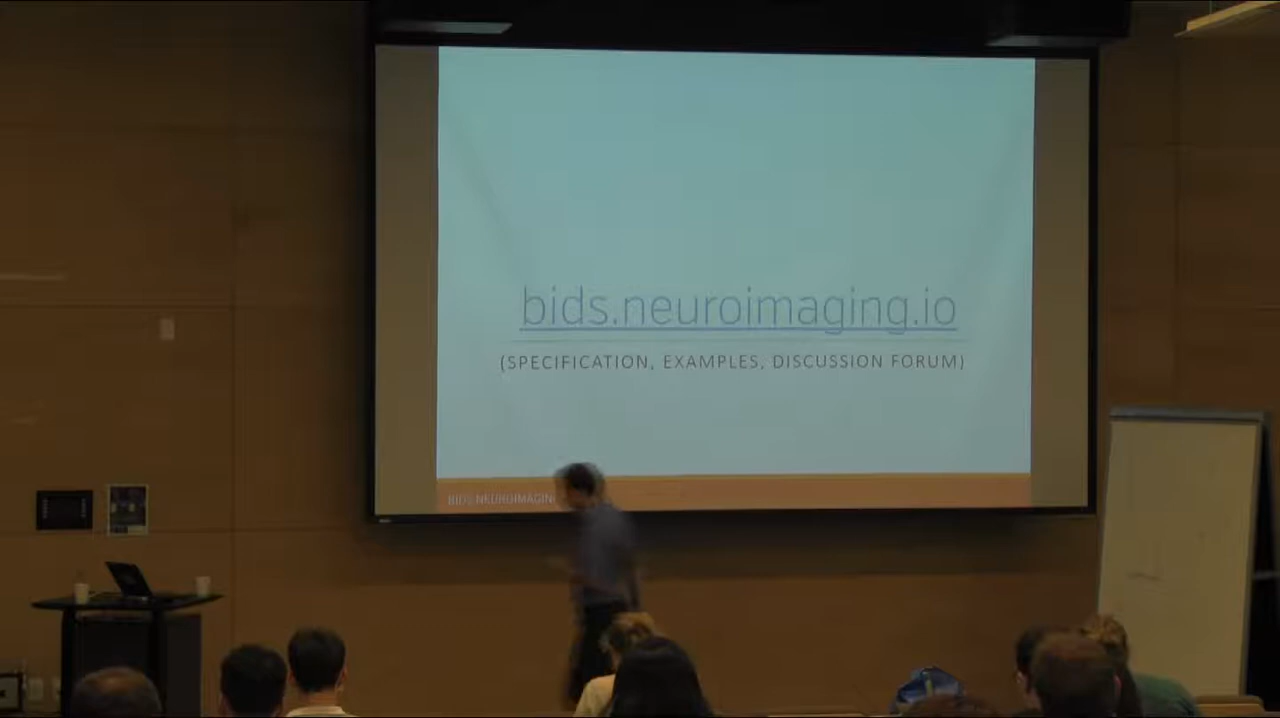 bids.neuroimaging.io
(SPECIFICATION, EXAMPLES, DISCUSSION FORUM)